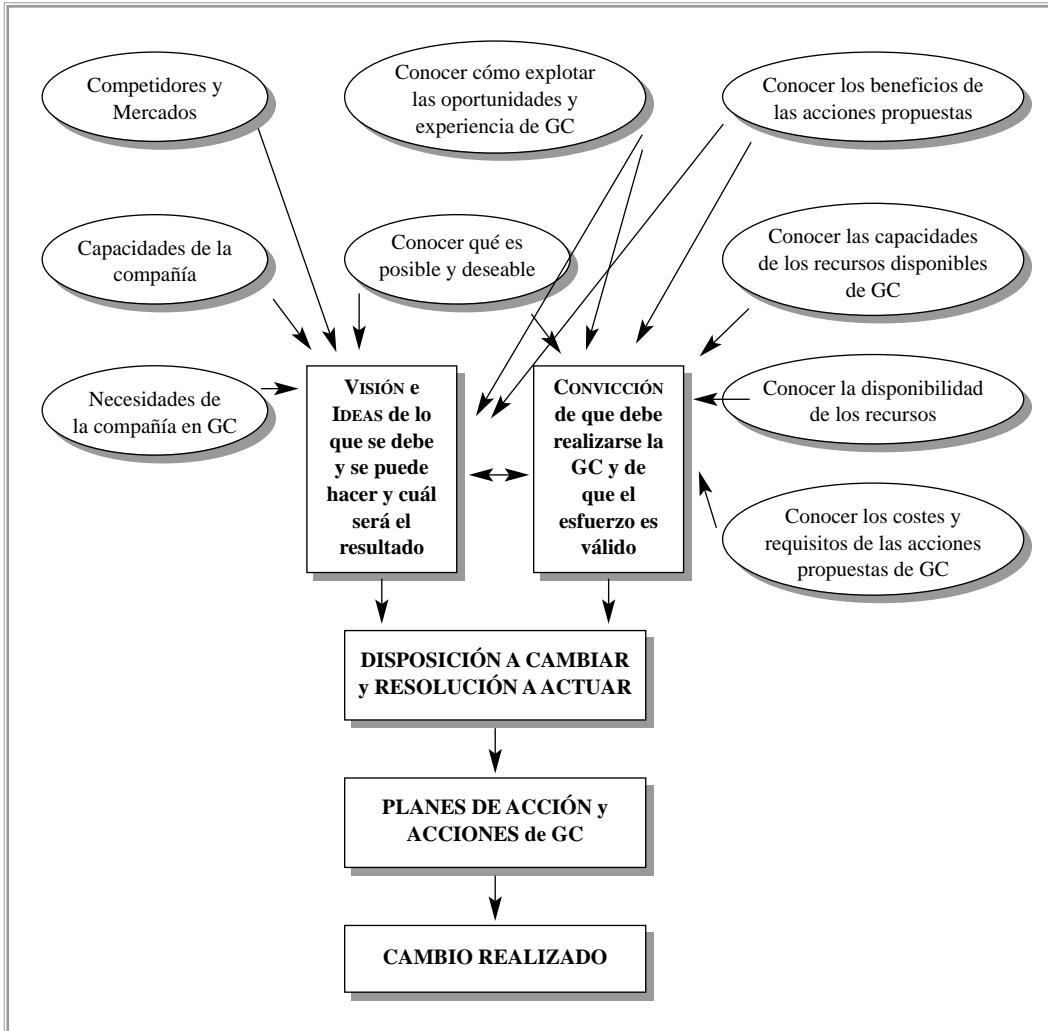 Competidores y
Mercados
Conocer cómo explotar
las oportunidades y
experiencia de GC
Conocer los beneficios de
las acciones propuestas
Capacidades de la
compañía
Conocer qué es
posible y deseable
Conocer las capacidades
de los recursos disponibles
de GC
Necesidades de
la compañía en GC
VISIÓN e
IDEAS de lo
que se debe
y se puede
hacer y cuál
será el
resultado
CONVICCIÓN
de que debe
realizarse la
GC y de
que el
esfuerzo es
válido
Conocer la disponibilidad
de los recursos
Conocer los costes y
requisitos de las acciones
propuestas de GC
DISPOSICIÓN A CAMBIAR
y RESOLUCIÓN A ACTUAR
PLANES DE ACCIÓN y
ACCIONES de GC
CAMBIO REALIZADO